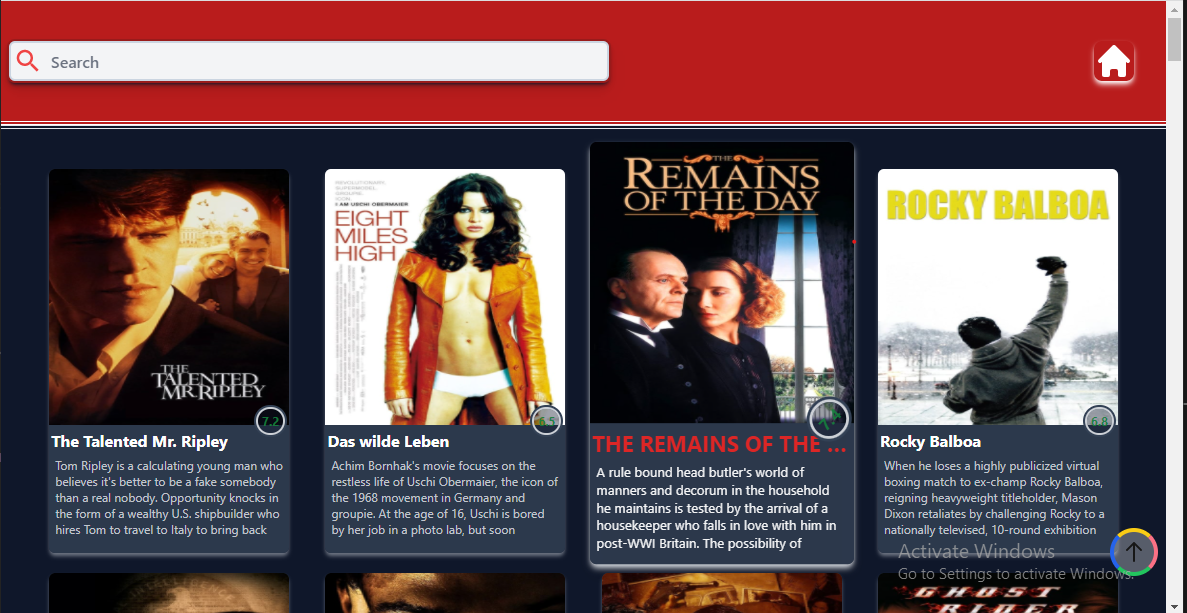 Search
THE
REMAINS
OF THE DAY
ROCKY BALBOA
I AM USCHI OBERMAIER
EIGHT
MILES
HIGH
THE
TALENTED
MR. RIPLEY
7.2
6.5
6.8
The Talented Mr. Ripley
Das wilde Leben
THE REMAINS OF THE ...
Rocky Balboa
Tom Ripley is a calculating young man who
believes it's better to be a fake somebody
than a real nobody. Opportunity knocks in
the form of a wealthy U.S. shipbuilder who
hires Tom to travel to Italy to bring back
Achim Bornhak's movie focuses on the
restless life of Uschi Obermaier, the icon of
the 1968 movement in Germany and
groupie. At the age of 16, Uschi is bored
by her job in a photo lab, but soon
A rule bound head butler's world of
manners and decorum in the household
he maintains is tested by the arrival of a
housekeeper who falls in love with him in
post-WWI Britain. The possibility of
When he loses a highly publicized virtual
boxing match to ex-champ Rocky Balboa,
reigning heavyweight titleholder, Mason
Dixon retaliates by challenging Rocky to a
nationally televised, 10-round exhibition
Activate Windows
Go to Settings to activate Windows.
GHOST
RIDER